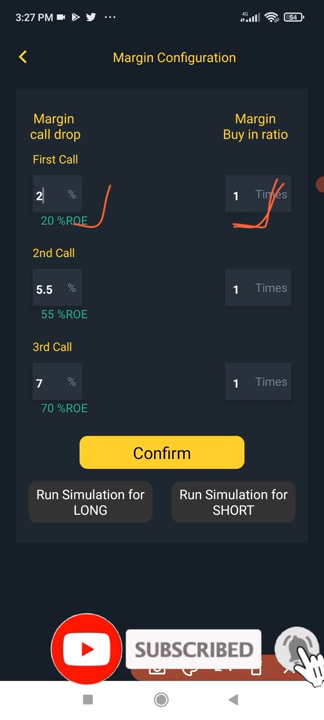 3:27 PM
4G
54
Margin Configuration
Margin
call drop
Margin
Buy in ratio
First Call
2 %
1 Times
20 %ROE
2nd Call
5.5 %
1 Times
55 %ROE
3rd Call
7 %
1 Times
70 %ROE
Confirm
Run Simulation for
LONG
Run Simulation for
SHORT
SUBSCRIBED